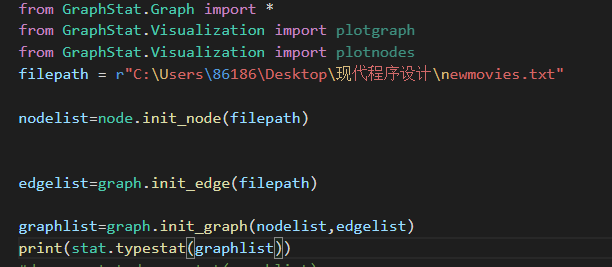 from GraphStat.Graph import *
from GraphStat.Visualization import plotgraph
from GraphStat.Visualization import plotnodes
filepath = r"C:\Users\86186\Desktop\现代程序设计\newmovies.txt"
nodelist=node.init_node(filepath)
edgelist=graph.init_edge(filepath)
graphlist=graph.init_graph(nodelist,edgelist)
print(stat.typestat(graphlist))